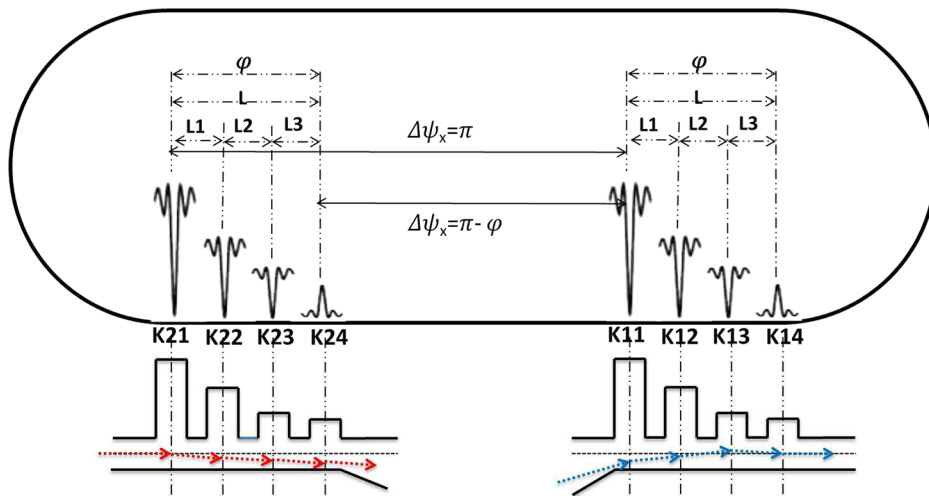 φ φ
L L
L1 L2 L3 L1 L2 L3
Δψx=π
Δψx=π- φ
K21 K22 K23 K24 K11 K12 K13 K14